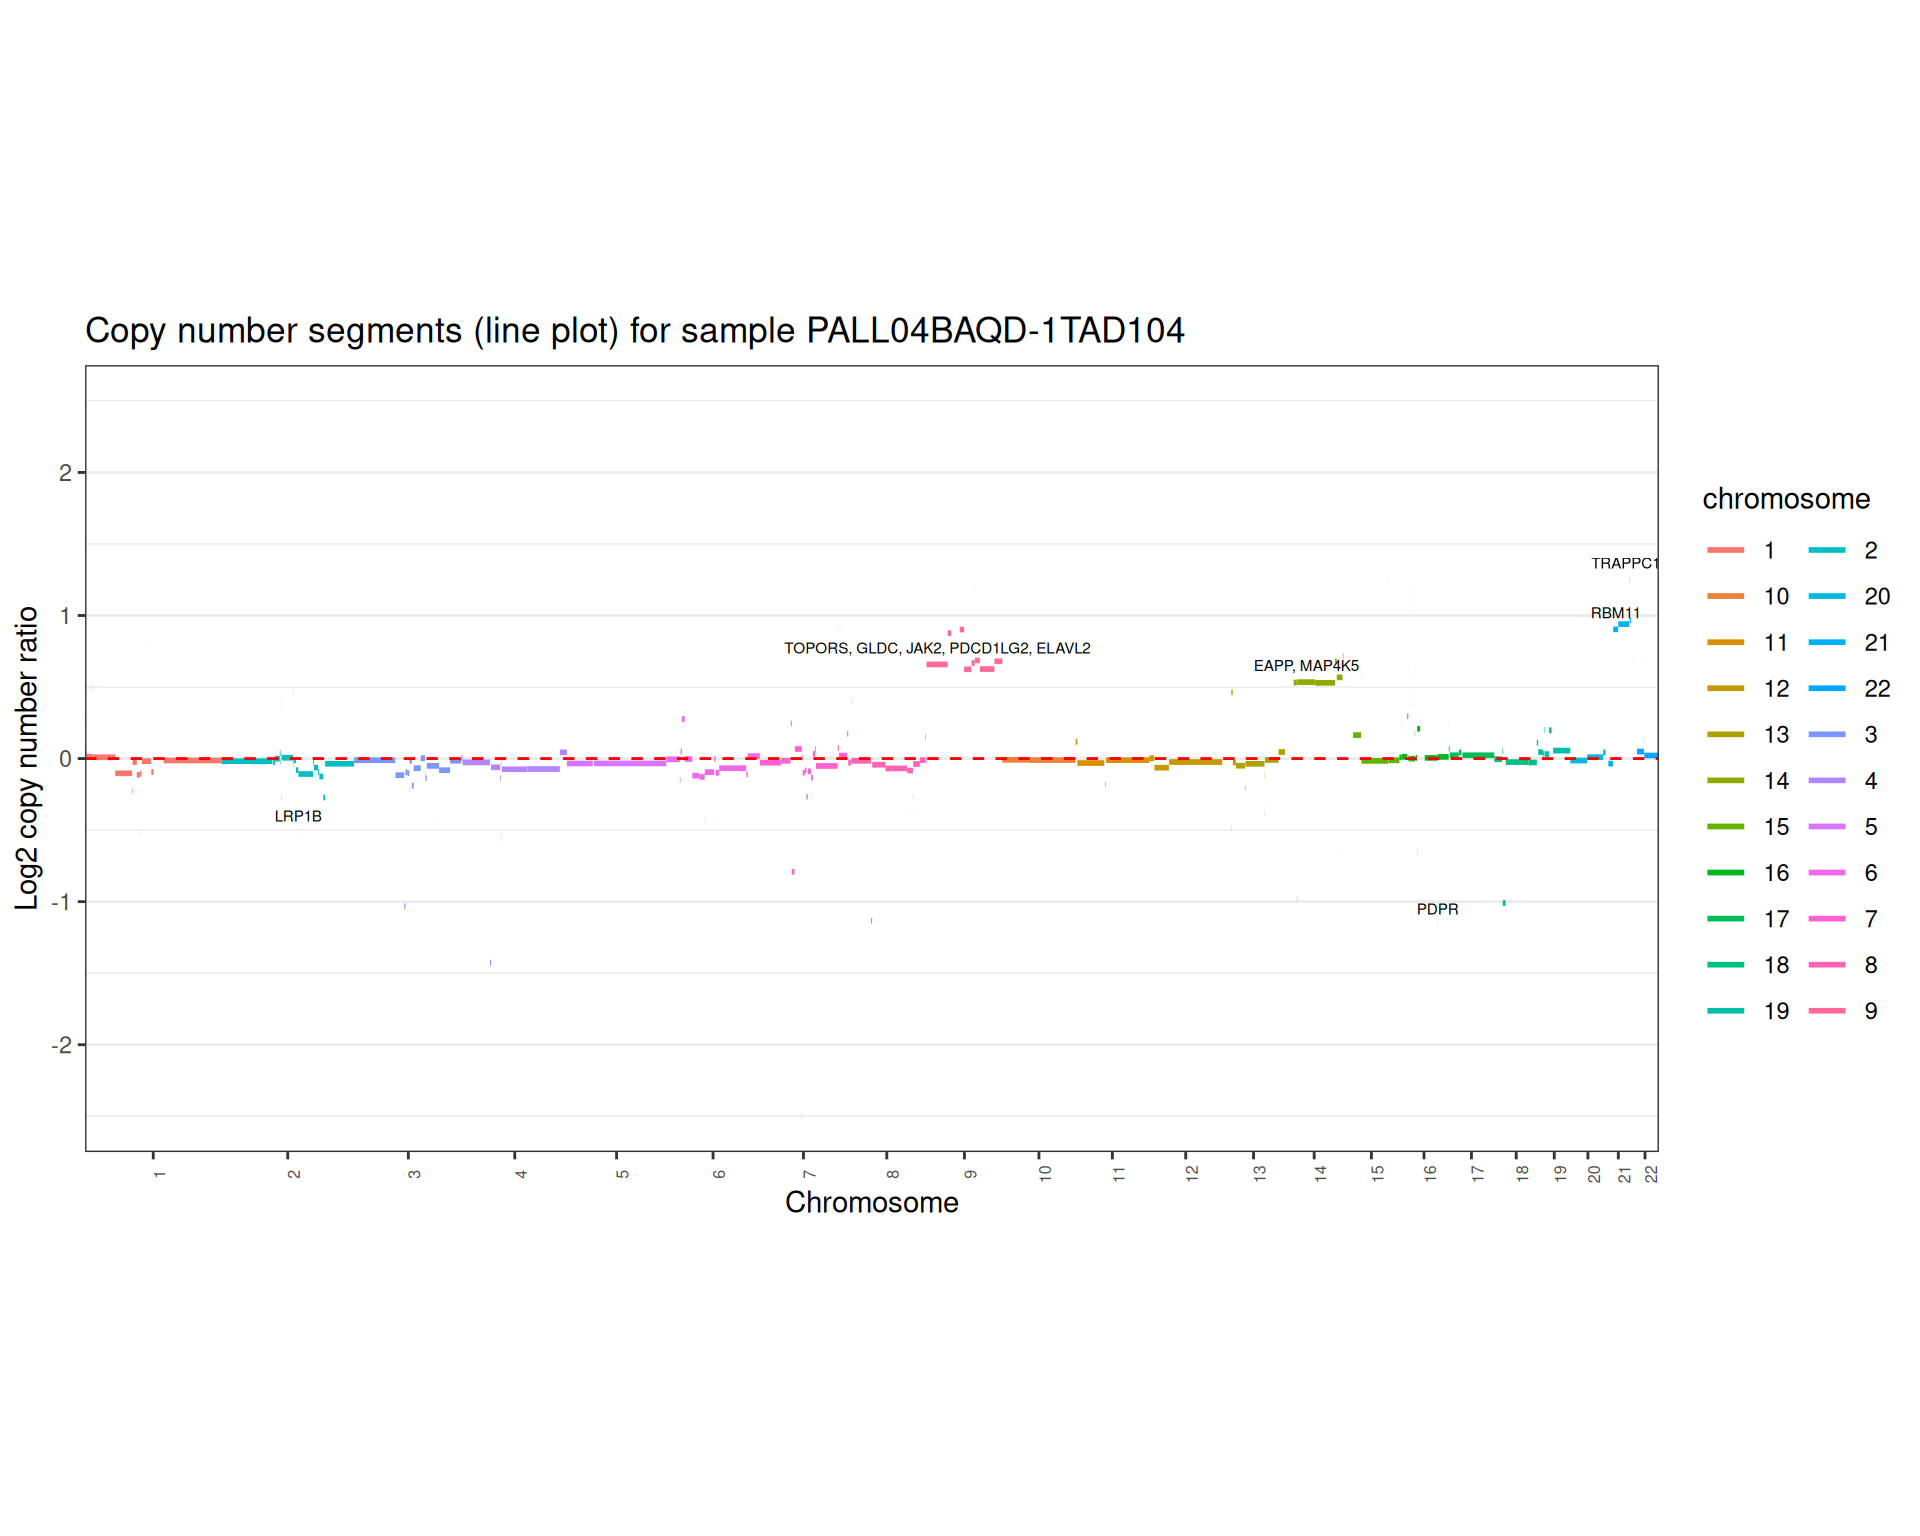 Copy number segments (line plot) for sample PALL04BAQD-1TAD104
Log2 copy number ratio
2
1
0
-1
-2
TRAPPC1
RBM11
TOPORS, GLDC, JAK2, PDCD1LG2, ELAVL2
EAPP, MAP4K5
LRP1B
PDPR
1 2 3 4 5 6 7 8 9 10 11 12 13 14 15 16 17 18 19 20 21 22
Chromosome
chromosome
1 2
10 20
11 21
12 22
13 3
14 4
15 5
16 6
17 7
18 8
19 9